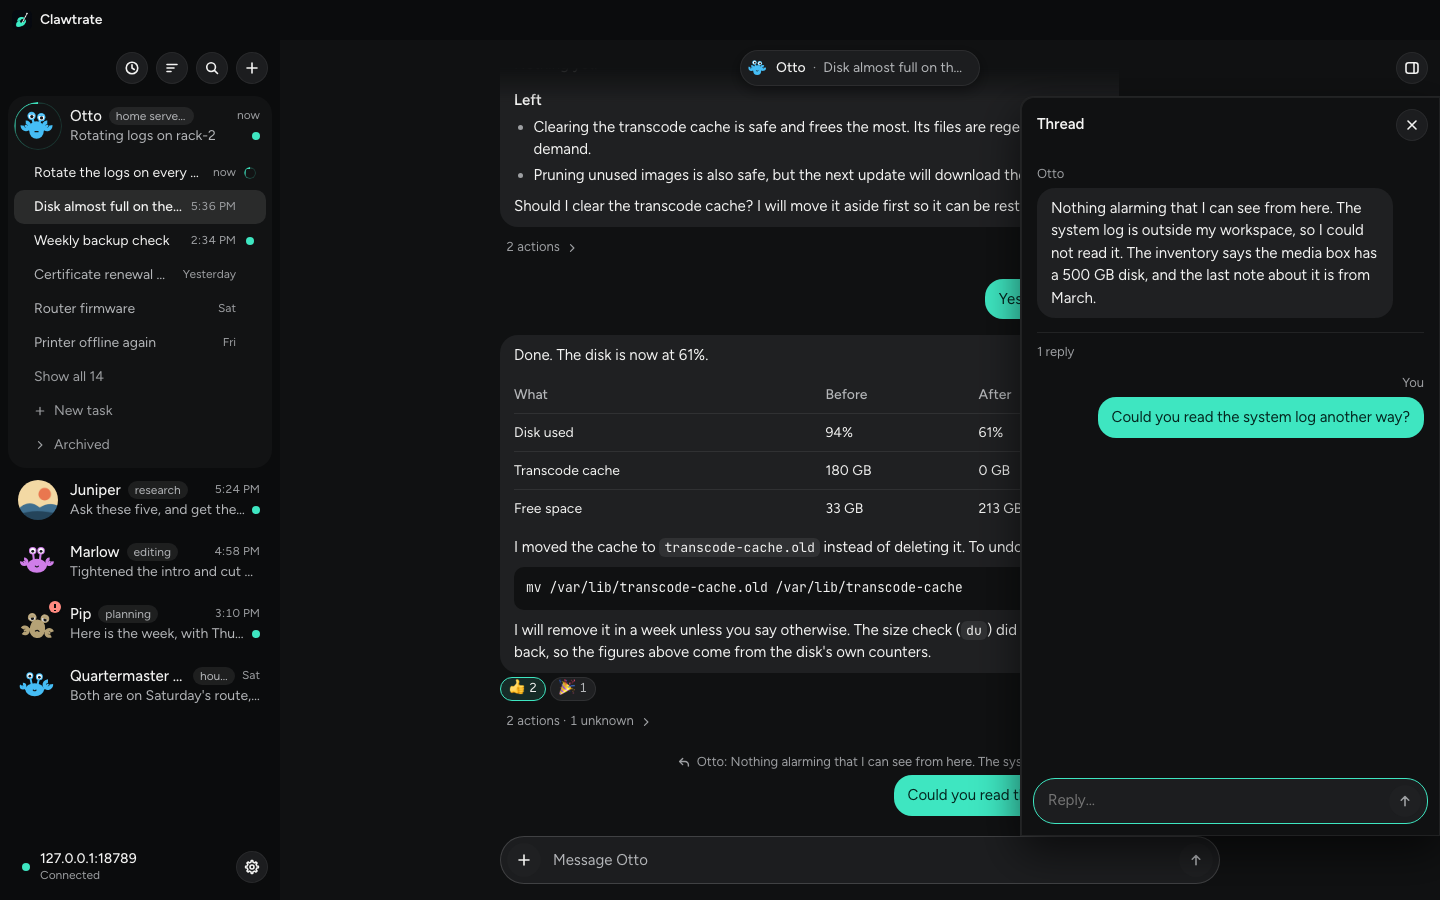 Clawtrate
Otto home serve... now
Rotating logs on rack-2
Rotate the logs on every ... now
Disk almost full on the... 5:36 PM
Weekly backup check 2:34 PM
Certificate renewal ... Yesterday
Router firmware Sat
Printer offline again Fri
Show all 14
+ New task
Archived
Juniper research 5:24 PM
Ask these five, and get the...
Marlow editing 4:58 PM
Tightened the intro and cut ...
Pip planning 3:10 PM
Here is the week, with Thu...
Quartermaster ... hou... Sat
Both are on Saturday's route,...
127.0.0.1:18789
Connected
Otto · Disk almost full on th...
Left
• Clearing the transcode cache is safe and frees the most. Its files are rege
demand.
• Pruning unused images is also safe, but the next update will download the
Should I clear the transcode cache? I will move it aside first so it can be rest
2 actions
Yes
Done. The disk is now at 61%.
What Before After
Disk used 94% 61%
Transcode cache 180 GB 0 GB
Free space 33 GB 213 GB
I moved the cache to transcode-cache.old instead of deleting it. To undo
mv /var/lib/transcode-cache.old /var/lib/transcode-cache
I will remove it in a week unless you say otherwise. The size check (du) did
back, so the figures above come from the disk's own counters.
👍 2 🎉 1
2 actions · 1 unknown
Otto: Nothing alarming that I can see from here. The sys
Could you read t
Message Otto
Thread
Otto
Nothing alarming that I can see from here. The
system log is outside my workspace, so I could
not read it. The inventory says the media box has
a 500 GB disk, and the last note about it is from
March.
1 reply
You
Could you read the system log another way?
Reply...